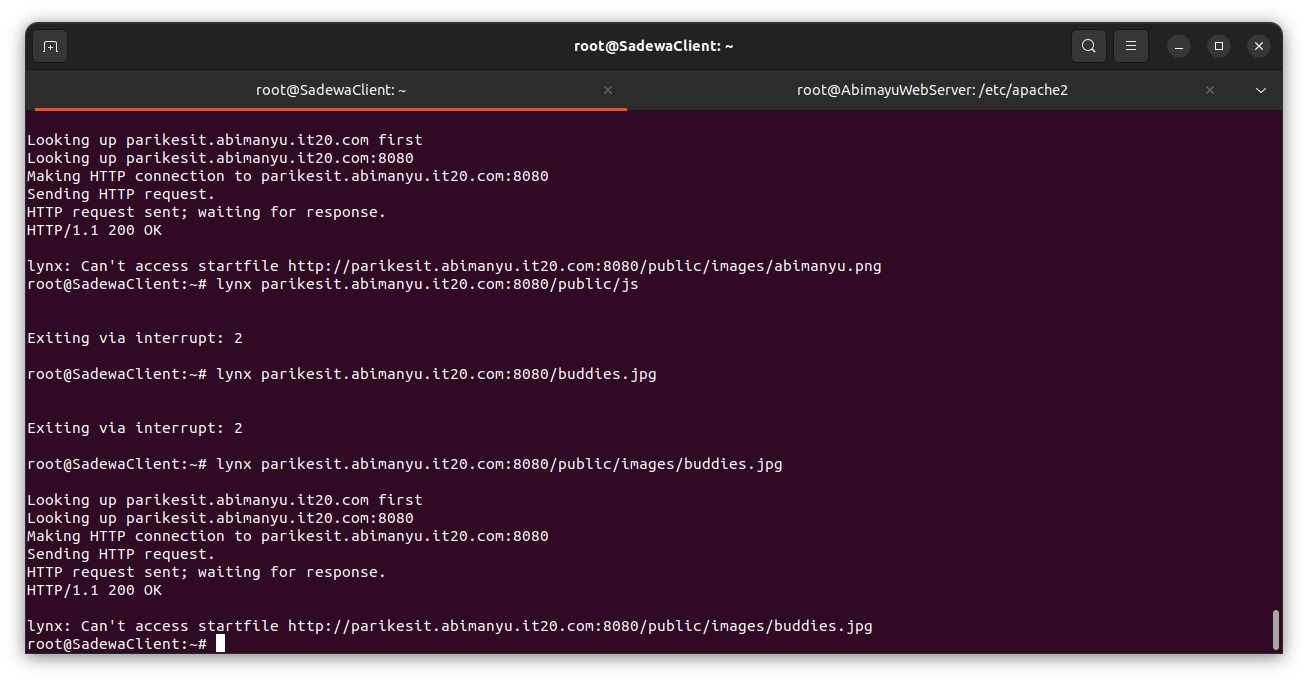 root@SadewaClient: ~
root@SadewaClient: ~
root@AbimayuWebServer: /etc/apache2
Looking up parikesit.abimanyu.it20.com first
Looking up parikesit.abimanyu.it20.com:8080
Making HTTP connection to parikesit.abimanyu.it20.com:8080
Sending HTTP request.
HTTP request sent; waiting for response.
HTTP/1.1 200 OK
lynx: Can't access startfile http://parikesit.abimanyu.it20.com:8080/public/images/abimanyu.png
root@SadewaClient:~# lynx parikesit.abimanyu.it20.com:8080/public/js
Exiting via interrupt: 2
root@SadewaClient:~# lynx parikesit.abimanyu.it20.com:8080/buddies.jpg
Exiting via interrupt: 2
root@SadewaClient:~# lynx parikesit.abimanyu.it20.com:8080/public/images/buddies.jpg
Looking up parikesit.abimanyu.it20.com first
Looking up parikesit.abimanyu.it20.com:8080
Making HTTP connection to parikesit.abimanyu.it20.com:8080
Sending HTTP request.
HTTP request sent; waiting for response.
HTTP/1.1 200 OK
lynx: Can't access startfile http://parikesit.abimanyu.it20.com:8080/public/images/buddies.jpg
root@SadewaClient:~#